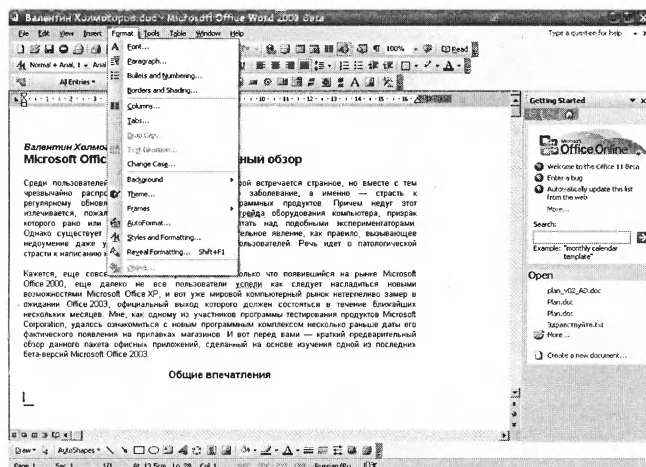 Валентин Холмогоров.doc - Microsoft Office Word 2003 Beta
File Edit View Insert Format Tools Table Window Help Type a question for help
100% Read
Normal + Arial, 1 Arial
All Entries
Font...
Paragraph...
Bullets and Numbering...
Borders and Shading...
Columns...
Tabs...
Drop Cap...
Text Direction...
Change Case...
Background
Theme...
Frames
AutoFormat...
Styles and Formatting...
Reveal Formatting... Shift+F1
Object...
Валентин Холмо
Microsoft Offic ный обзор
Среди пользователей ой встречается странное, но вместе с тем
чрезвычайно распро заболевание, а именно — страсть к
регулярному обновл раммных продуктов. Причем недуг этот
излечивается, пожал грейда оборудования компьютера, призрак
которого рано или тать над подобными экспериментаторами.
Однако существует тельное явление, как правило, вызывающее
недоумение даже у ользователей. Речь идет о патологической
страсти к написанию
Кажется, еще совсе олько что появившийся на рынке Microsoft
Office 2000, еще далеко не все пользователи успели как следует насладиться новыми
возможностями Microsoft Office XP, и вот уже мировой компьютерный рынок нетерпеливо замер в
ожидании Office 2003, официальный выход которого должен состояться в течение ближайших
нескольких месяцев. Мне, как одному из участников программы тестирования продуктов Microsoft
Corporation, удалось ознакомиться с новым программным комплексом несколько раньше даты его
фактического появления на прилавках магазинов. И вот перед вами — краткий предварительный
обзор данного пакета офисных приложений, сделанный на основе изучения одной из последних
бета-версий Microsoft Office 2003.
Общие впечатления
Getting Started
Microsoft
Office Online
Welcome to the Office 11 Beta
Enter a bug
Automatically update this list
from the web
More...
Search:
Example: "monthly calendar
template"
Open
plan_v02_AD.doc
Plan.doc
Plan.doc
Здравствуйте.txt
More...
Create a new document...
Draw AutoShapes
Page 1 Sec 1 1/1 At 13.5cm Ln 28 Col 1 Russian (Ru